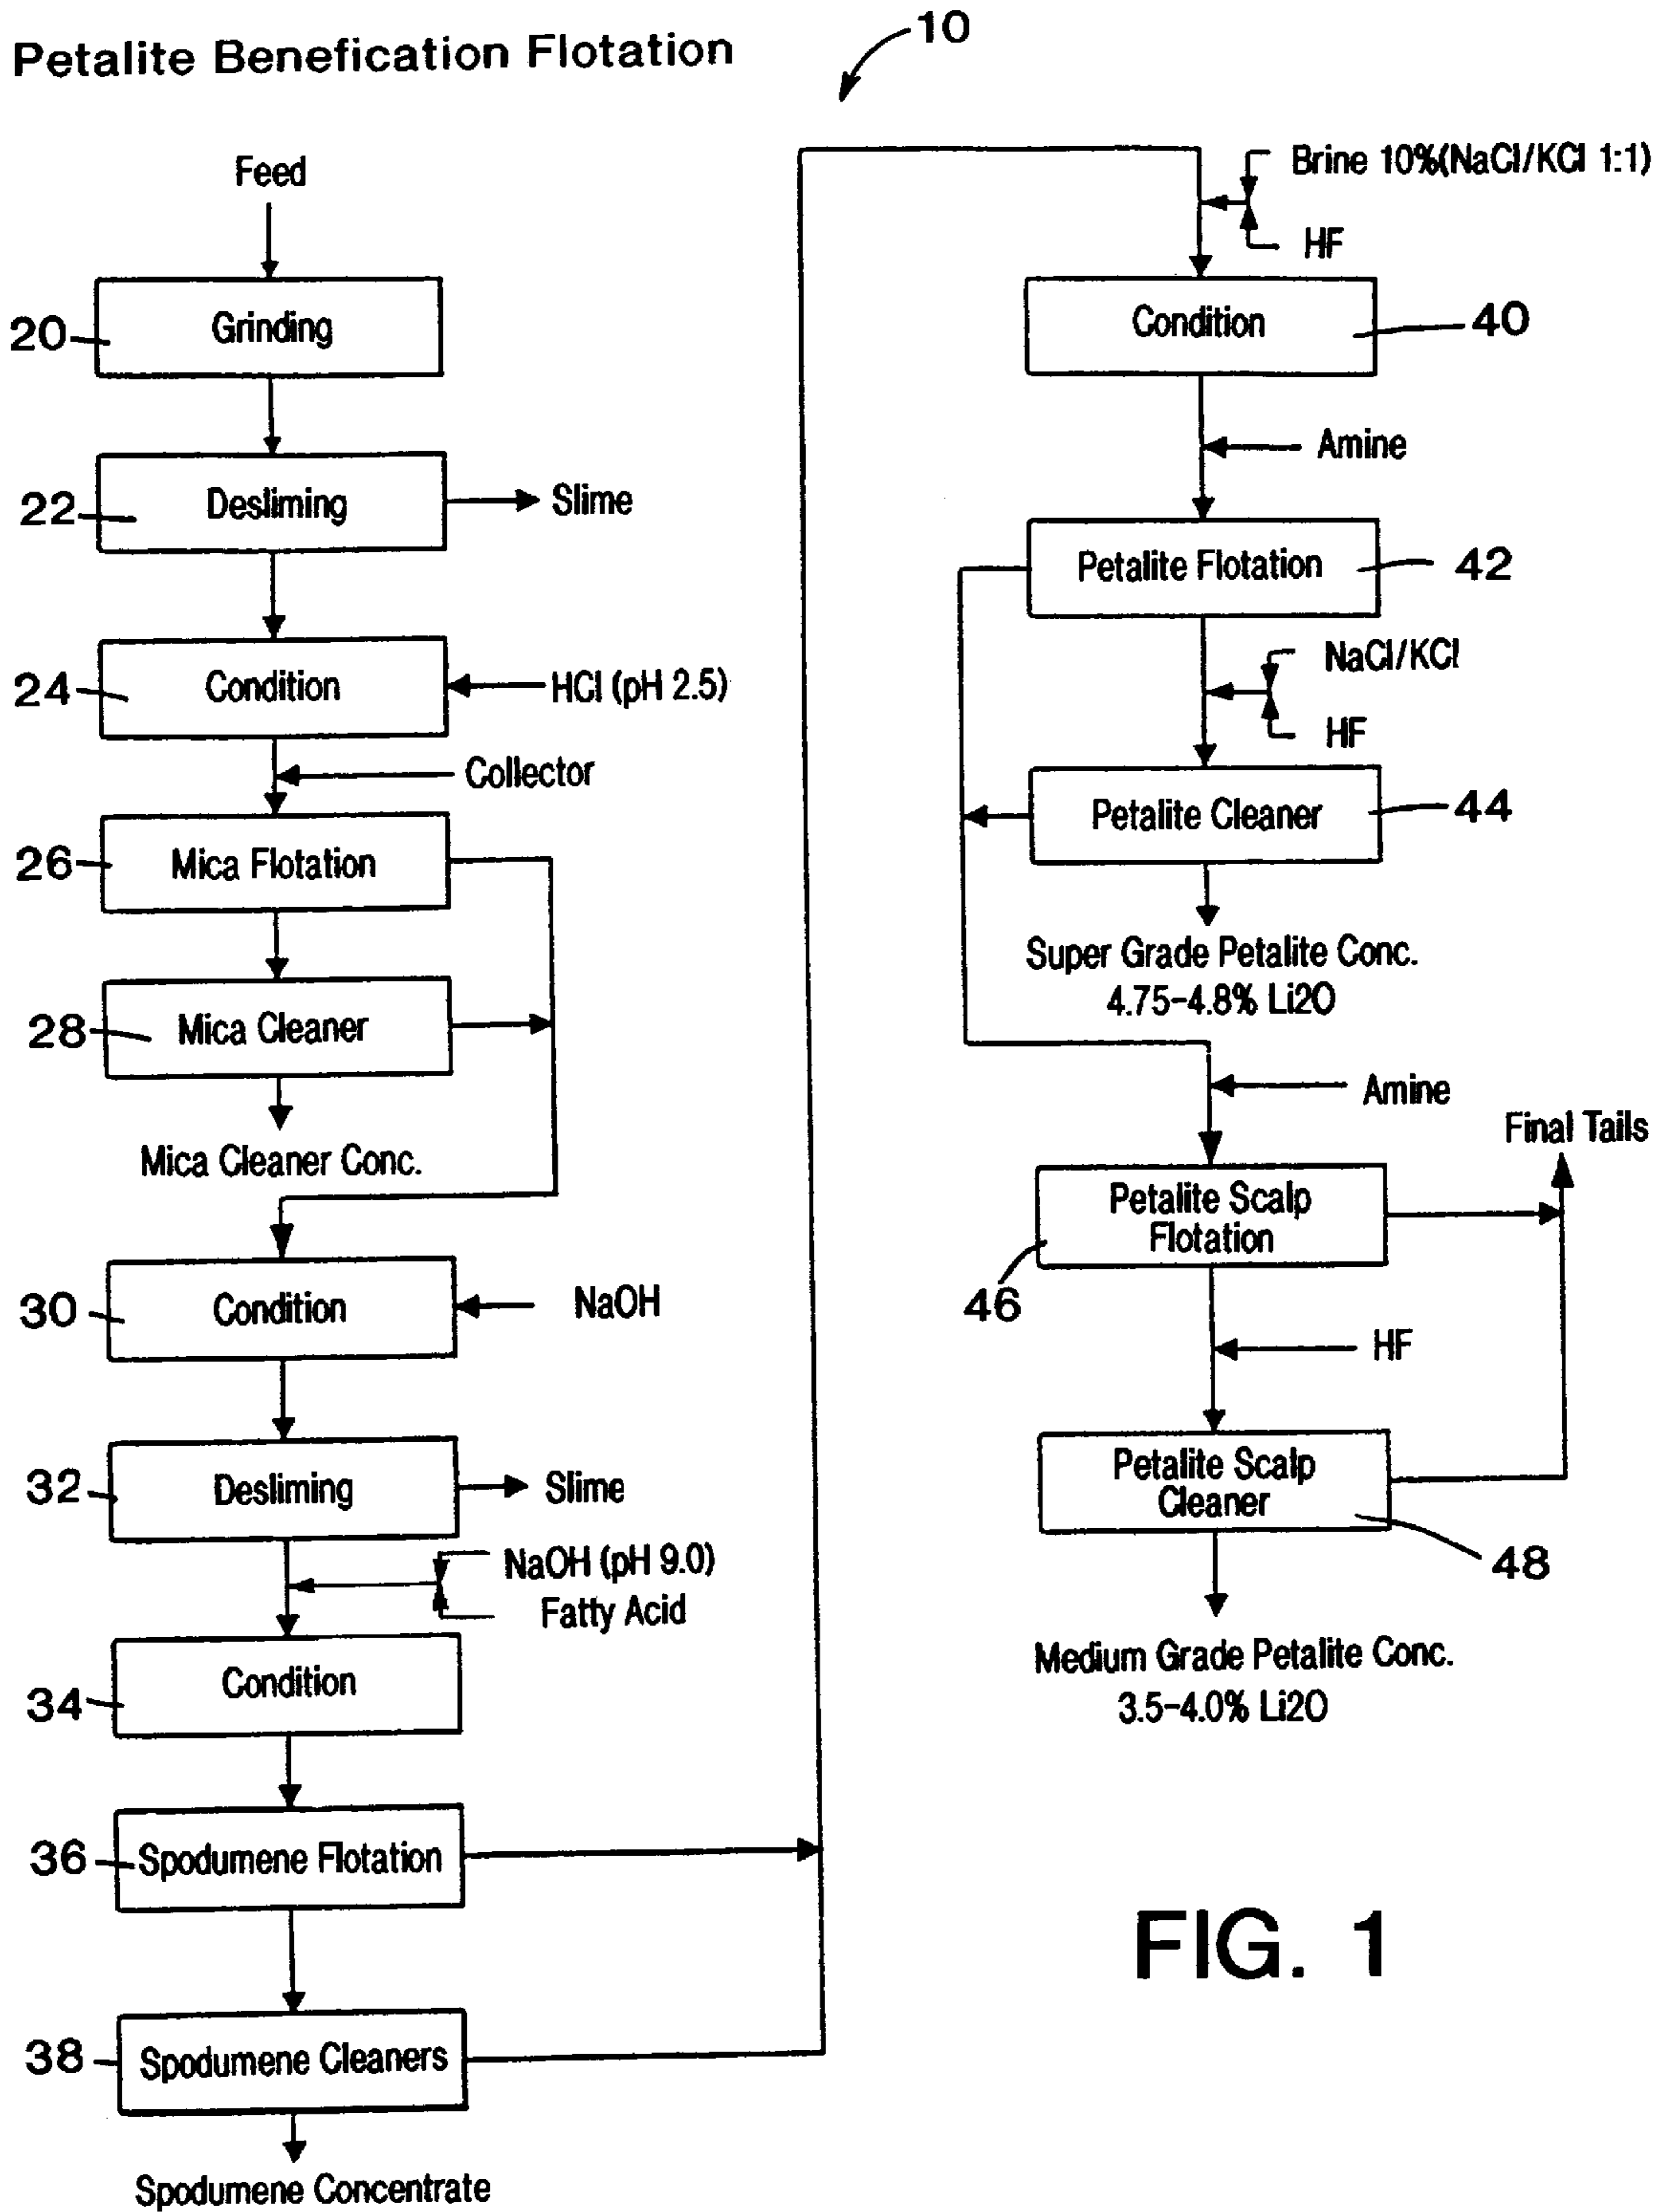 Petalite Benefication Flotation
10
Feed
20
Grinding
22
Desliming
Slime
24
Condition
HCl (pH 2.5)
Collector
26
Mica Flotation
28
Mica Cleaner
Mica Cleaner Conc.
30
Condition
NaOH
32
Desliming
Slime
NaOH (pH 9.0)
Fatty Acid
34
Condition
36
Spodumene Flotation
38
Spodumene Cleaners
Spodumene Concentrate
Brine 10%(NaCl/KCl 1:1)
HF
Condition
40
Amine
Petalite Flotation
42
NaCl/KCl
HF
Petalite Cleaner
44
Super Grade Petalite Conc.
4.75-4.8% Li2O
Amine
Final Tails
Petalite Scalp
Flotation
46
HF
Petalite Scalp
Cleaner
48
Medium Grade Petalite Conc.
3.5-4.0% Li2O
FIG. 1